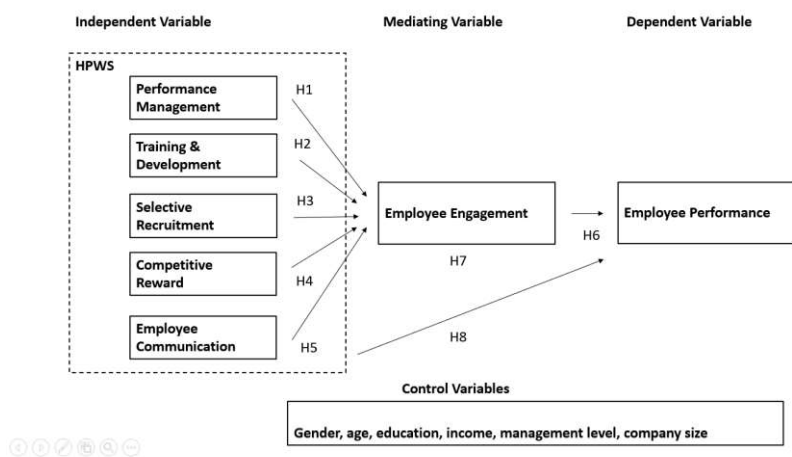 Independent Variable
Mediating Variable
Dependent Variable
HPWS
Performance
Management
H1
Training &
Development
H2
Selective
Recruitment
H3
Competitive
Reward
H4
Employee
Communication
H5
Employee Engagement
H7
H6
Employee Performance
H8
Control Variables
Gender, age, education, income, management level, company size